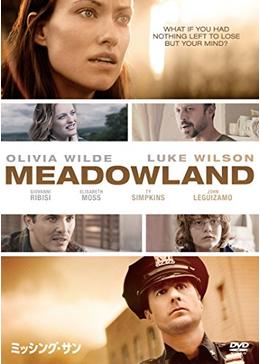 WHAT IF YOU HAD
NOTHING LEFT TO LOSE
BUT YOUR MIND?
OLIVIA WILDE LUKE WILSON
MEADOWLAND
GIOVANNI RIBISI ELISABETH MOSS TY SIMPKINS JOHN LEGUIZAMO
ミッシング・サン
DVD